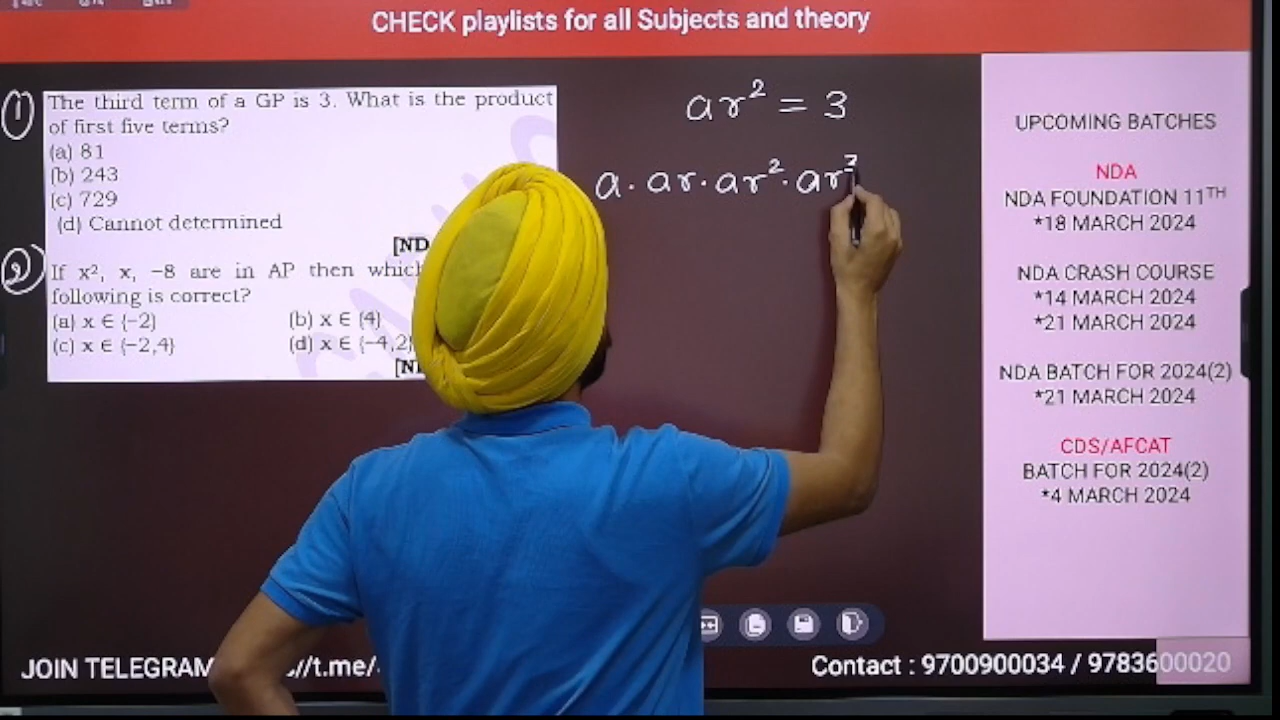 CHECK playlists for all Subjects and theory
1
The third term of a GP is 3. What is the product
of first five terms?
(a) 81
(b) 243
(c) 729
(d) Cannot determined
[ND
2
If x², x, −8 are in AP then which
following is correct?
(a) x ∈ {−2} (b) x ∈ {4}
(c) x ∈ {−2,4} (d) x ∈ {−4,2}
ar² = 3
a · ar · ar² · ar³
UPCOMING BATCHES
NDA
NDA FOUNDATION 11TH
*18 MARCH 2024
NDA CRASH COURSE
*14 MARCH 2024
*21 MARCH 2024
NDA BATCH FOR 2024(2)
*21 MARCH 2024
CDS/AFCAT
BATCH FOR 2024(2)
*4 MARCH 2024
JOIN TELEGRAM //t.me/
Contact : 9700900034 / 9783600020